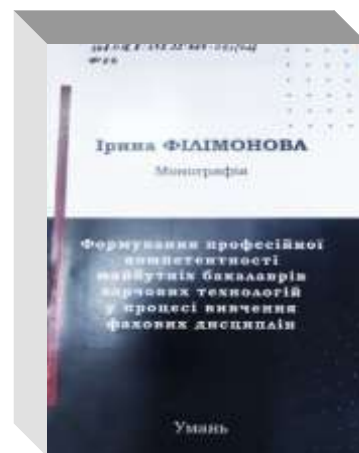 Ірина ФІЛІМОНОВА
Монографія
Формування професійної
компетентності
майбутніх бакалаврів
харчових технологій
у процесі вивчення
фахових дисциплін
Умань